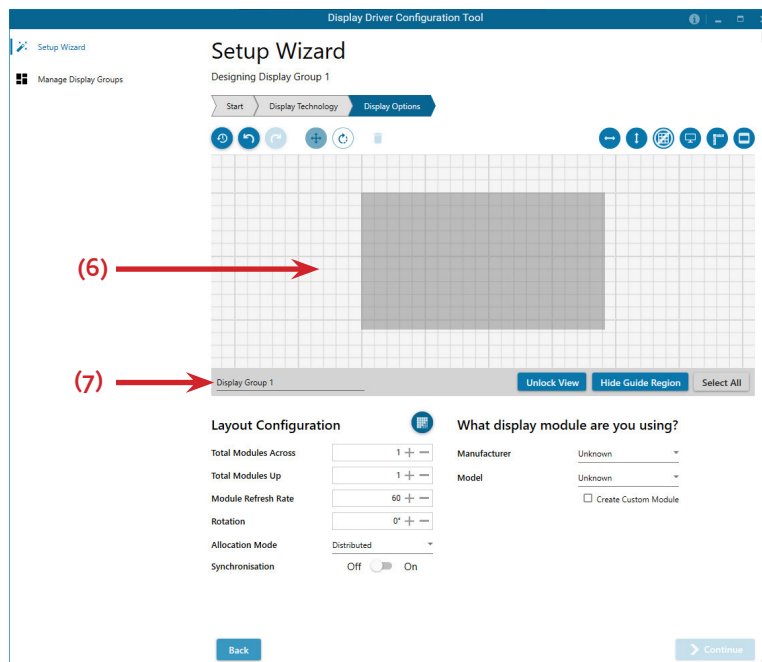 Display Driver Configuration Tool
Setup Wizard
Manage Display Groups
Setup Wizard
Designing Display Group 1
Start Display Technology Display Options
(6)
(7)
Display Group 1 Unlock View Hide Guide Region Select All
Layout Configuration
Total Modules Across 1 + −
Total Modules Up 1 + −
Module Refresh Rate 60 + −
Rotation 0° + −
Allocation Mode Distributed
Synchronisation Off On
What display module are you using?
Manufacturer Unknown
Model Unknown
Create Custom Module
Back Continue